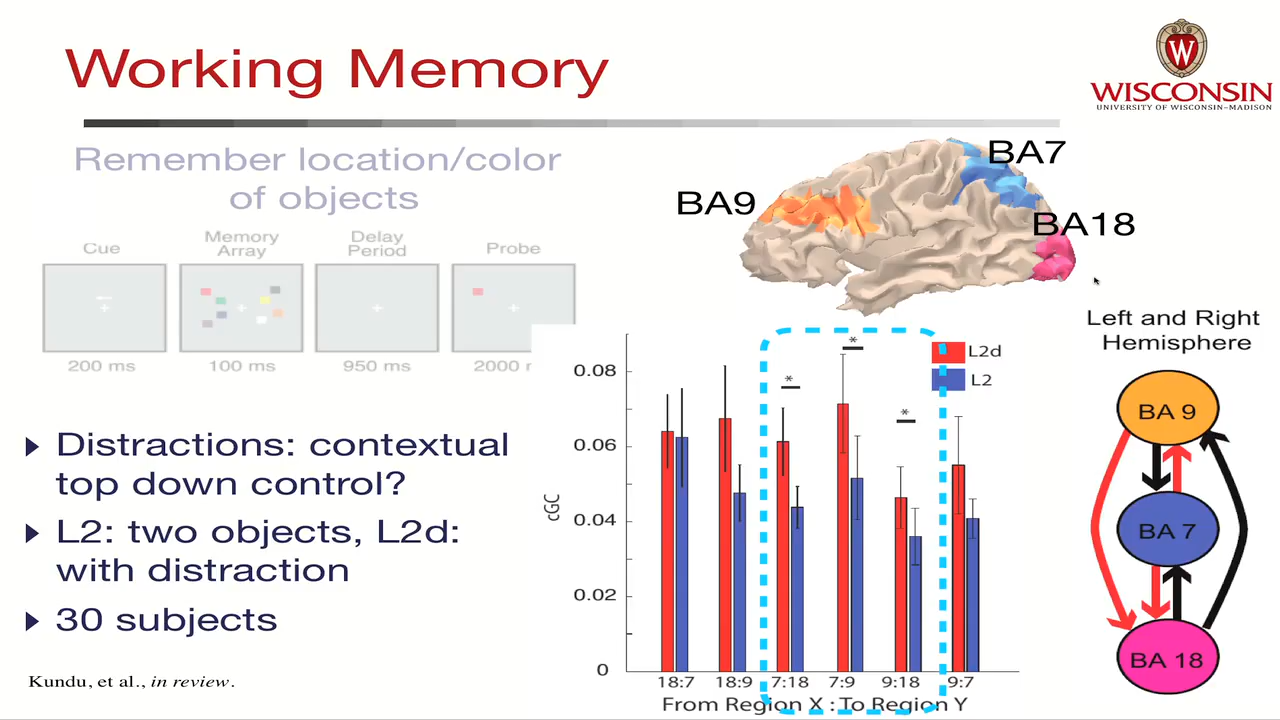 Working Memory
W
WISCONSIN
UNIVERSITY OF WISCONSIN–MADISON
Remember location/color
of objects
Cue
Memory
Array
Delay
Period
Probe
200 ms
100 ms
950 ms
2000
BA9
BA7
BA18
Distractions: contextual
top down control?
L2: two objects, L2d:
with distraction
30 subjects
Kundu, et al., in review.
cGC
0.08
0.06
0.04
0.02
0
*
*
*
L2d
L2
18:7
18:9
7:18
7:9
9:18
9:7
From Region X : To Region Y
Left and Right
Hemisphere
BA 9
BA 7
BA 18